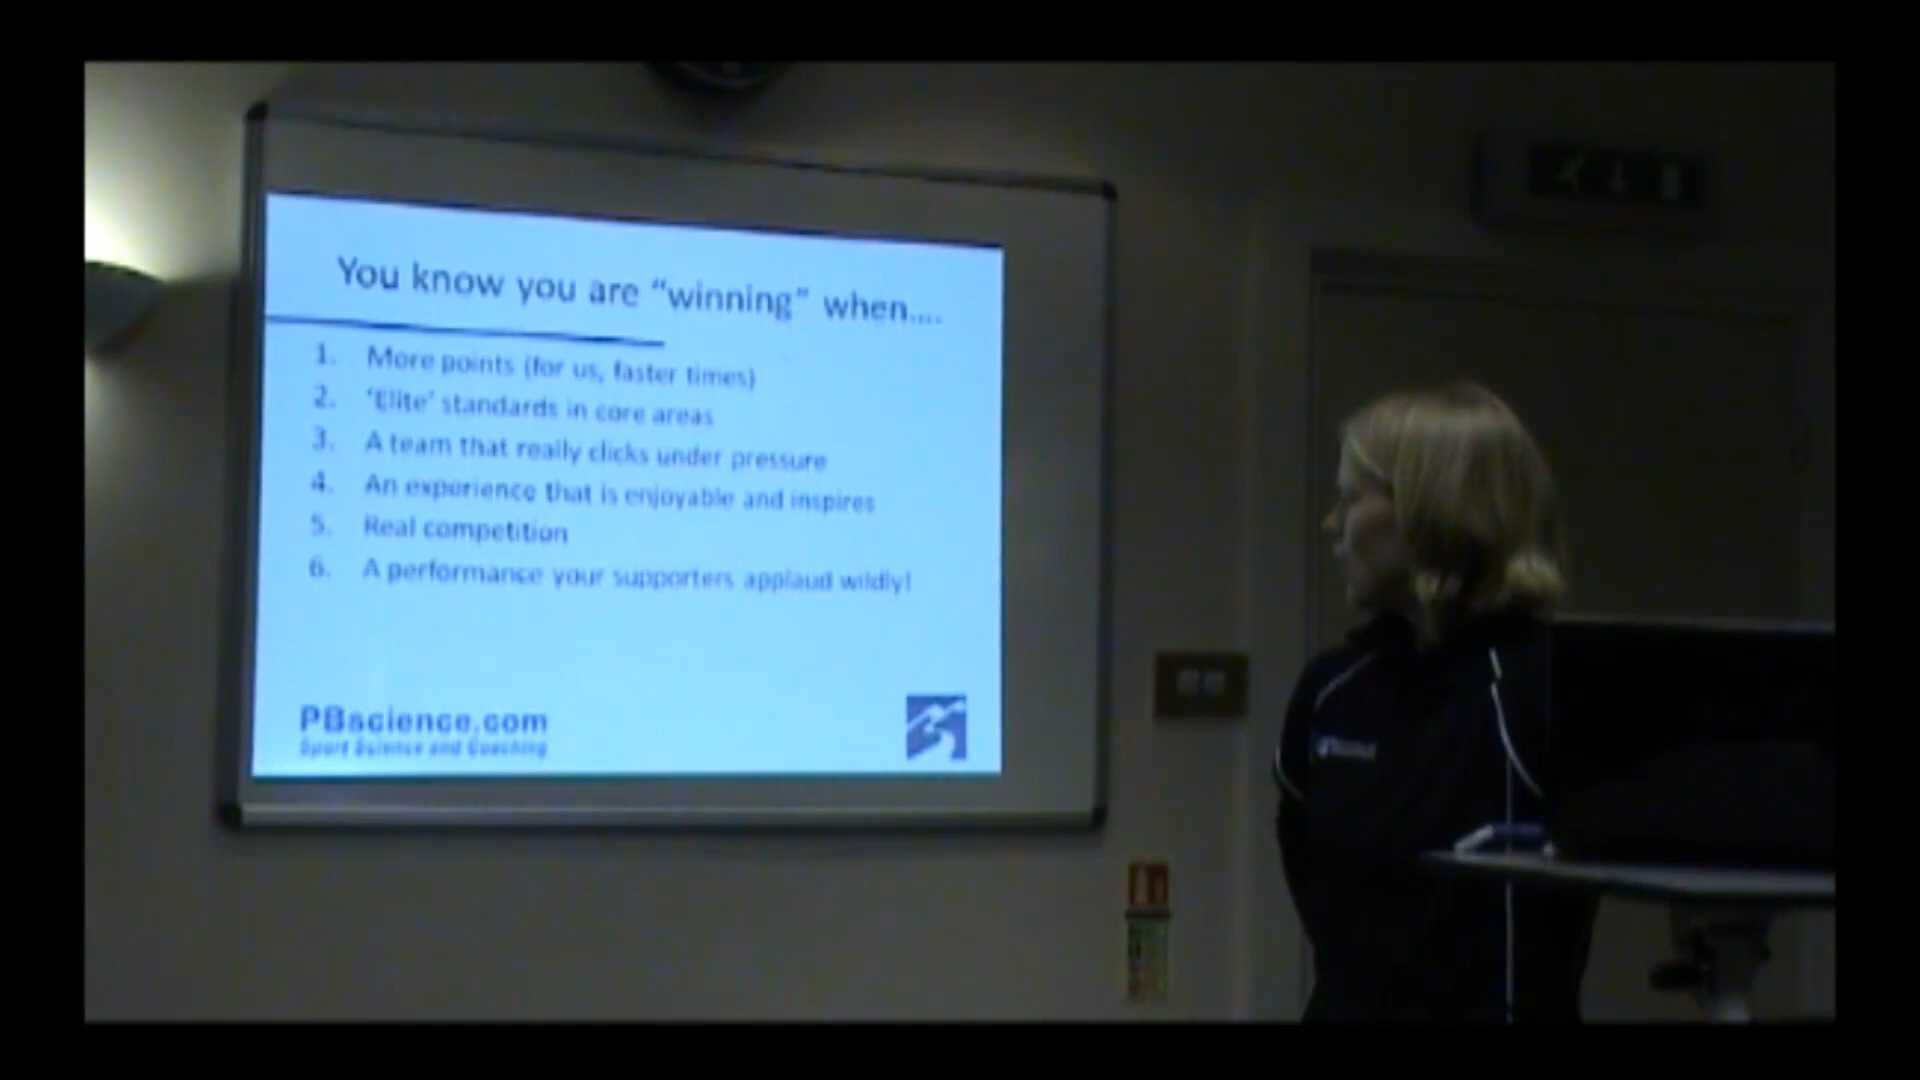 You know you are “winning” when....
1. More points (for us, faster times)
2. ‘Elite’ standards in core areas
3. A team that really clicks under pressure
4. An experience that is enjoyable and inspires
5. Real competition
6. A performance your supporters applaud wildly!
PBscience.com
Sport Science and Coaching